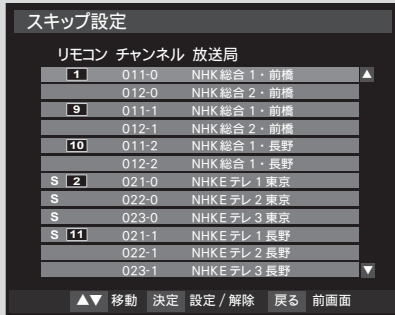 スキップ設定
リモコン チャンネル 放送局
1 011-0 NHK総合1・前橋 ▲
012-0 NHK総合2・前橋
9 011-1 NHK総合1・前橋
012-1 NHK総合2・前橋
10 011-2 NHK総合1・長野
012-2 NHK総合1・長野
S 2 021-0 NHKEテレ1東京
S 022-0 NHKEテレ2東京
S 023-0 NHKEテレ3東京
S 11 021-1 NHKEテレ1長野
022-1 NHKEテレ2長野
023-1 NHKEテレ3長野 ▼
▲▼ 移動 決定 設定/解除 戻る 前画面